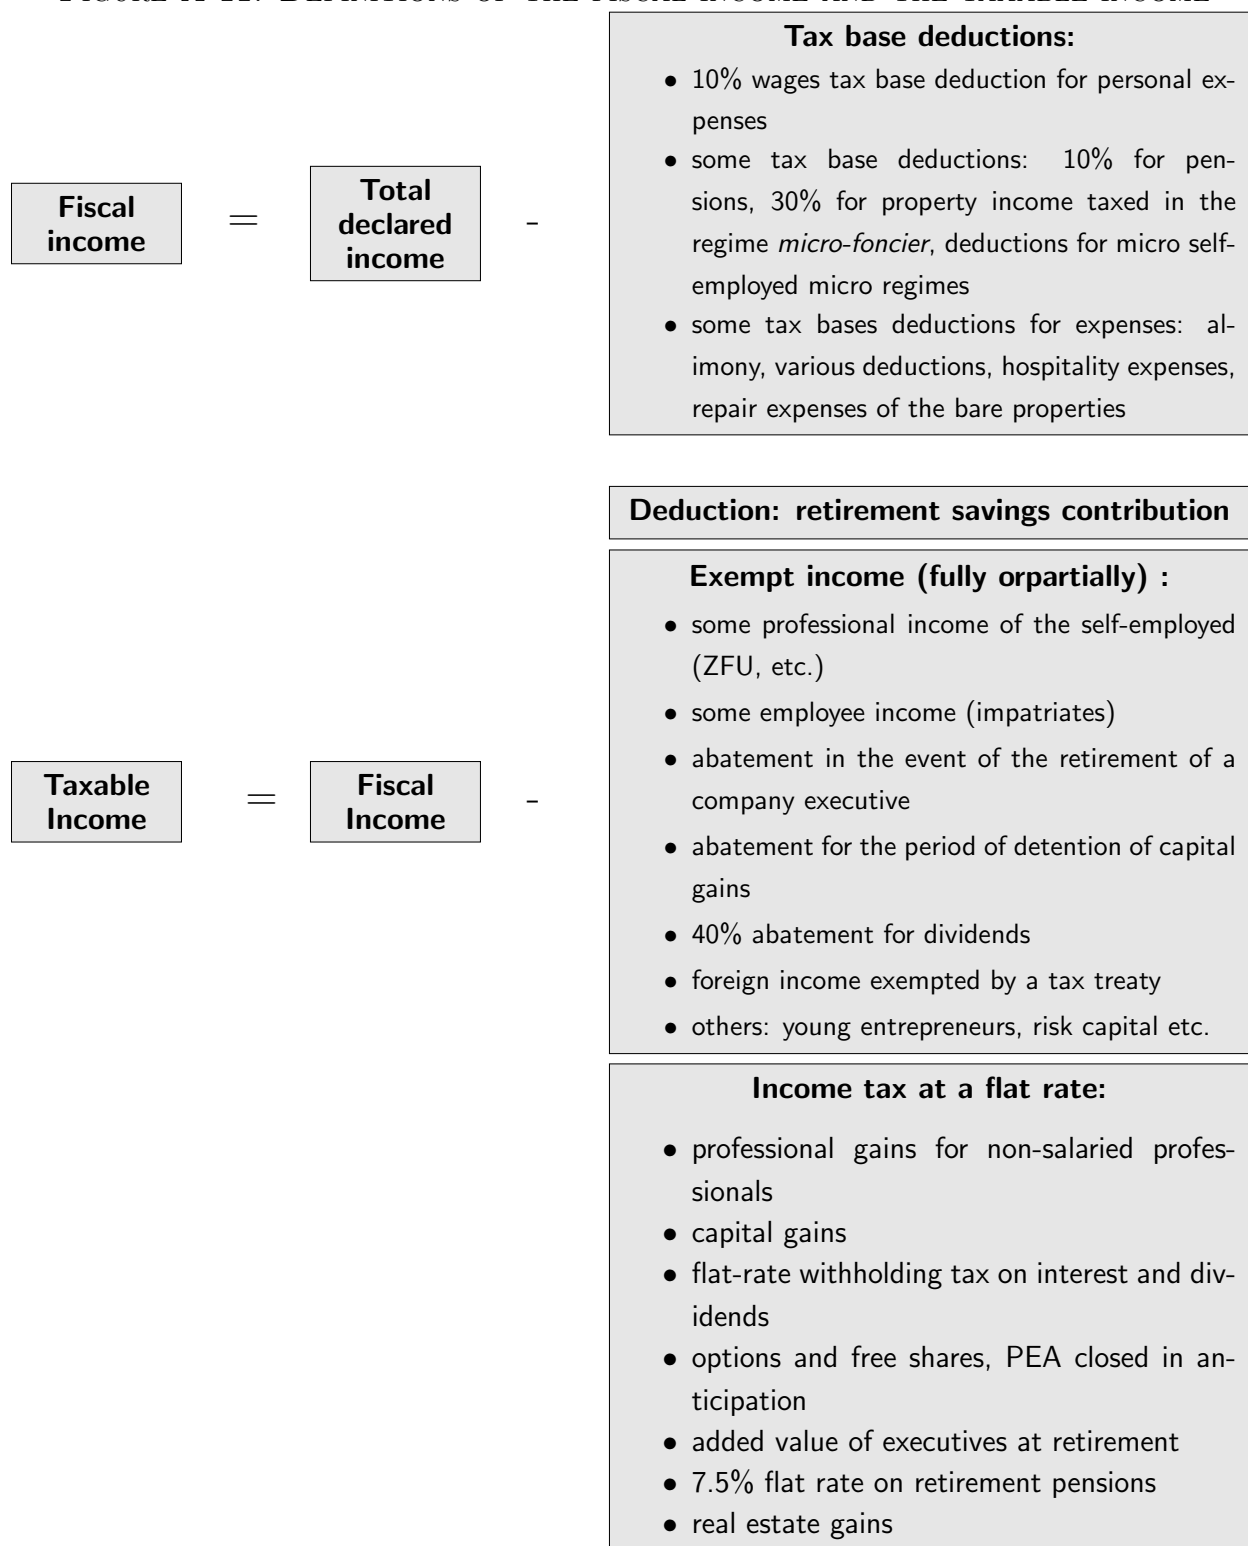 Tax base deductions:
• 10% wages tax base deduction for personal ex-
penses
• some tax base deductions: 10% for pen-
sions, 30% for property income taxed in the
regime micro-foncier, deductions for micro self-
employed micro regimes
• some tax bases deductions for expenses: al-
imony, various deductions, hospitality expenses,
repair expenses of the bare properties
Fiscal
income
=
Total
declared
income
-
Deduction: retirement savings contribution
Exempt income (fully orpartially) :
• some professional income of the self-employed
(ZFU, etc.)
• some employee income (impatriates)
• abatement in the event of the retirement of a
company executive
• abatement for the period of detention of capital
gains
• 40% abatement for dividends
• foreign income exempted by a tax treaty
• others: young entrepreneurs, risk capital etc.
Taxable
Income
=
Fiscal
Income
-
Income tax at a flat rate:
• professional gains for non-salaried profes-
sionals
• capital gains
• flat-rate withholding tax on interest and div-
idends
• options and free shares, PEA closed in an-
ticipation
• added value of executives at retirement
• 7.5% flat rate on retirement pensions
• real estate gains